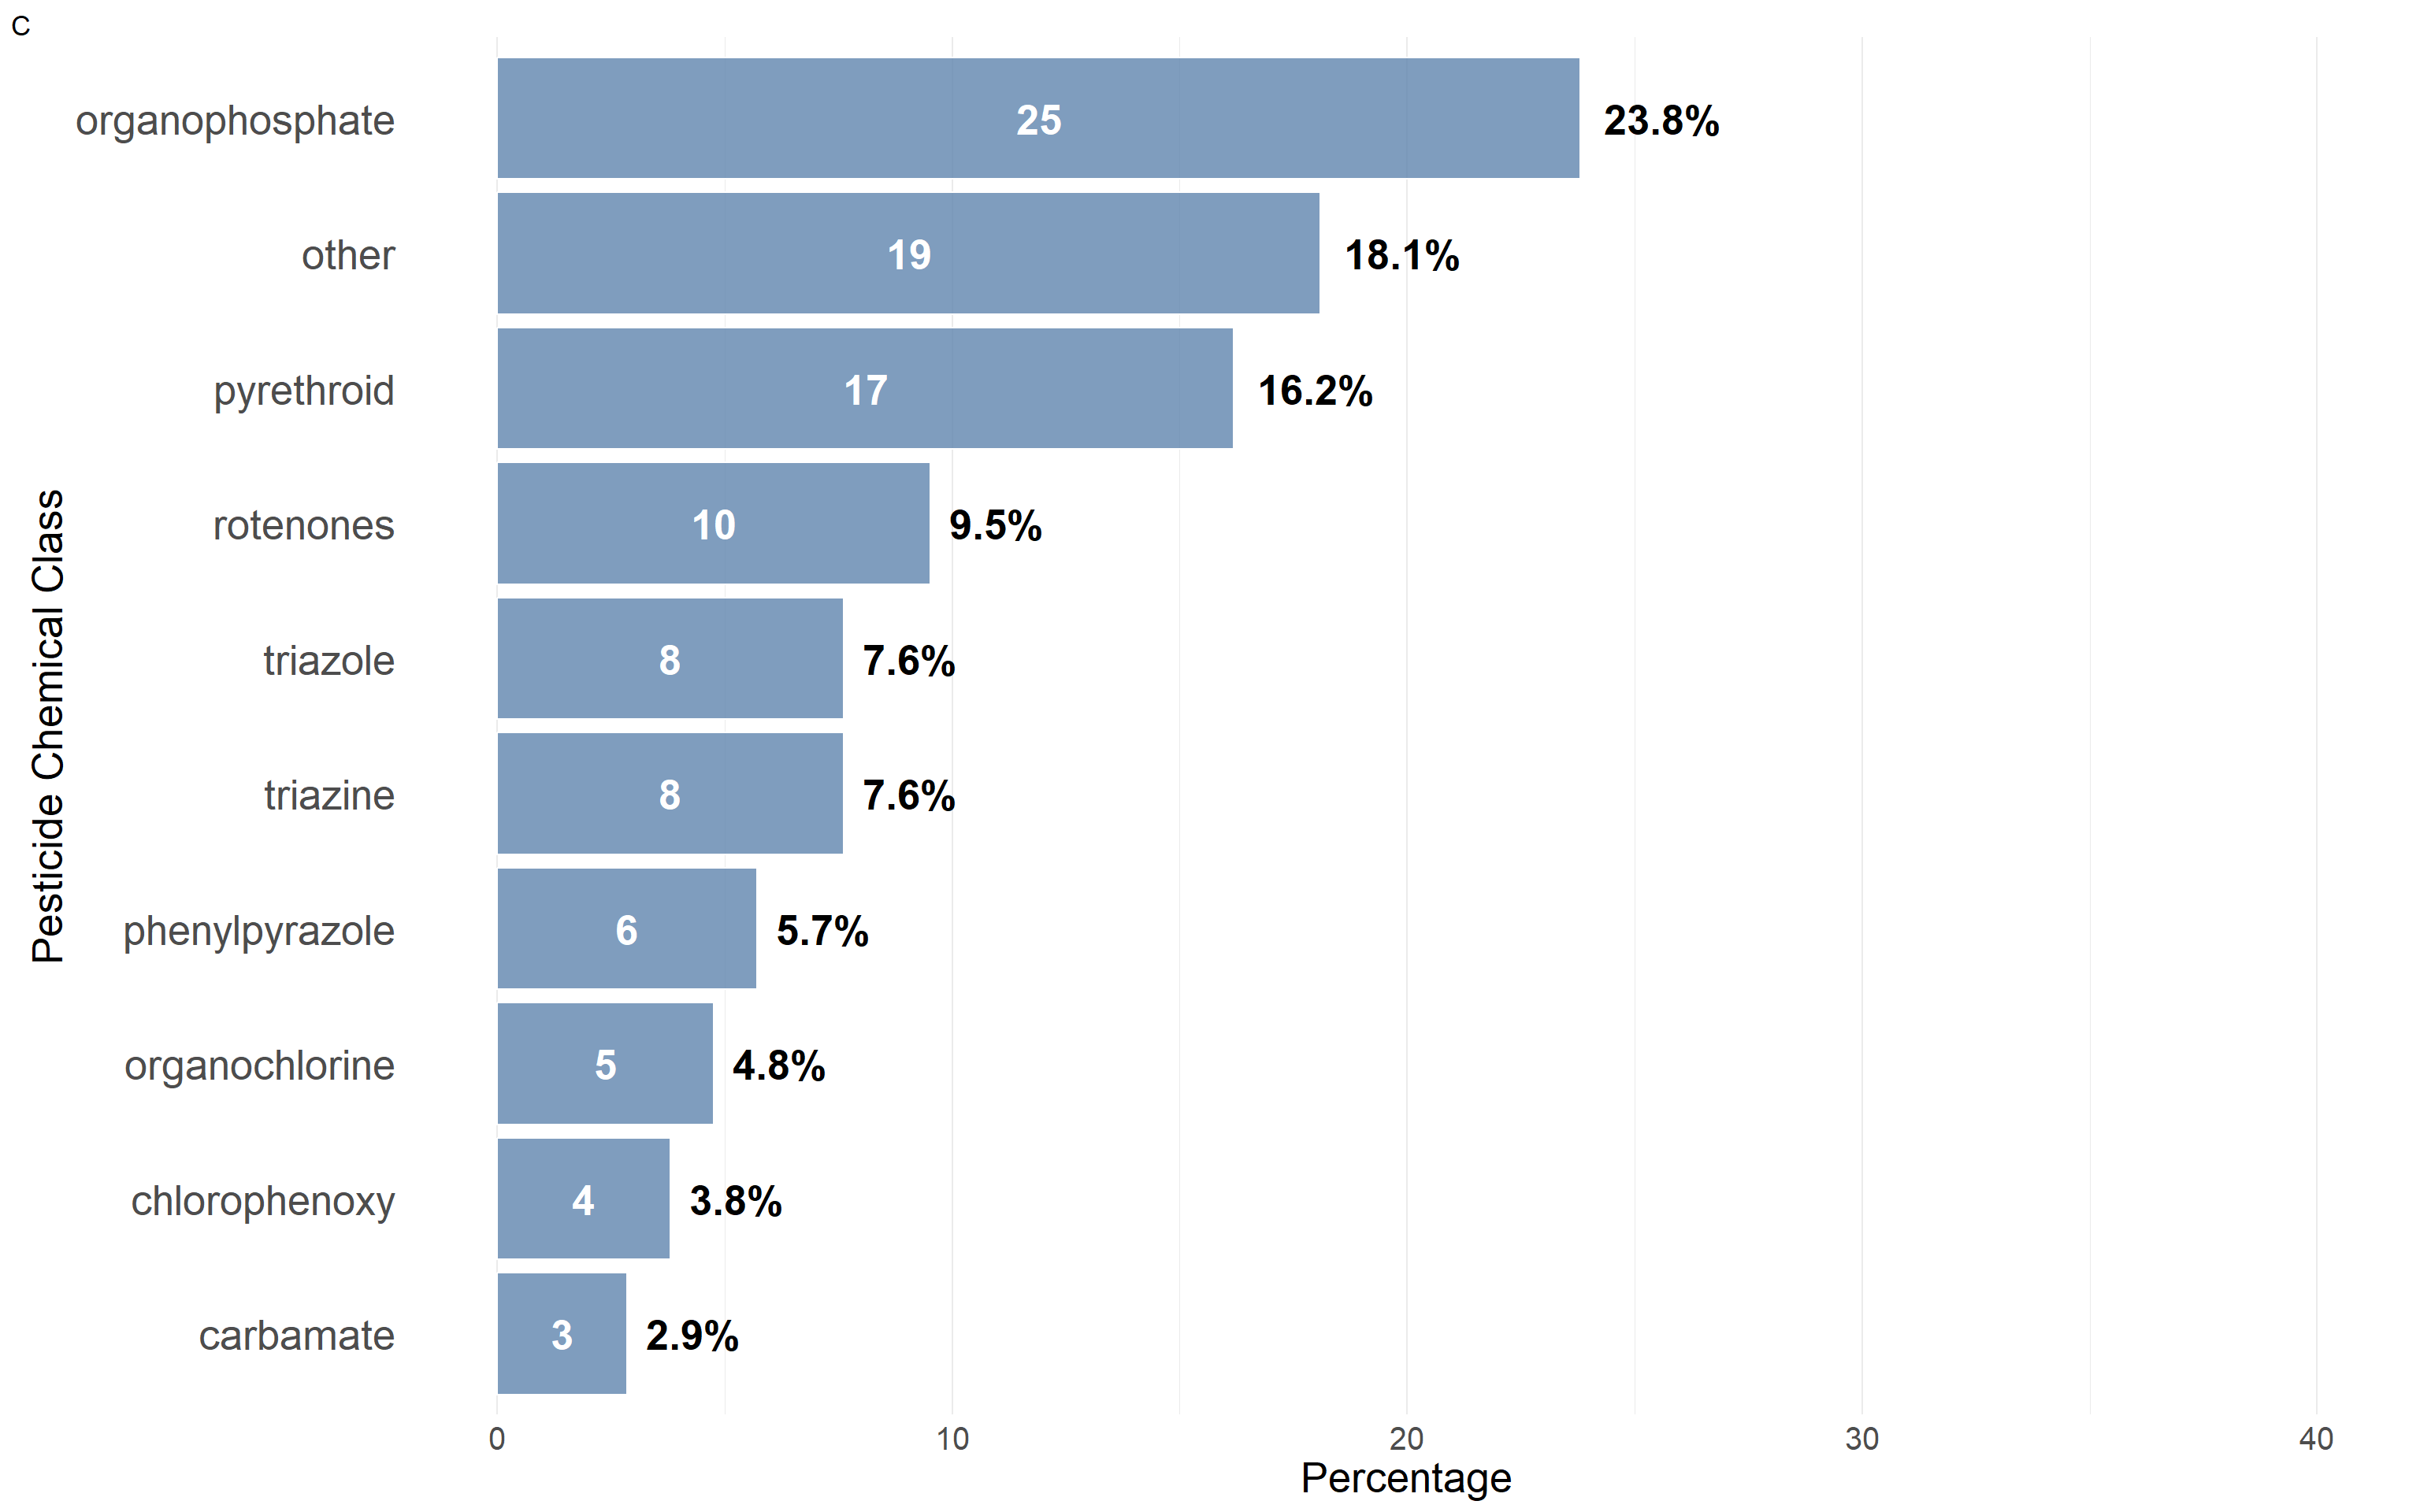 C
organophosphate 25 23.8%
other 19 18.1%
pyrethroid 17 16.2%
rotenones 10 9.5%
triazole 8 7.6%
triazine 8 7.6%
phenylpyrazole 6 5.7%
organochlorine 5 4.8%
chlorophenoxy 4 3.8%
carbamate 3 2.9%
Pesticide Chemical Class
0 10 20 30 40
Percentage